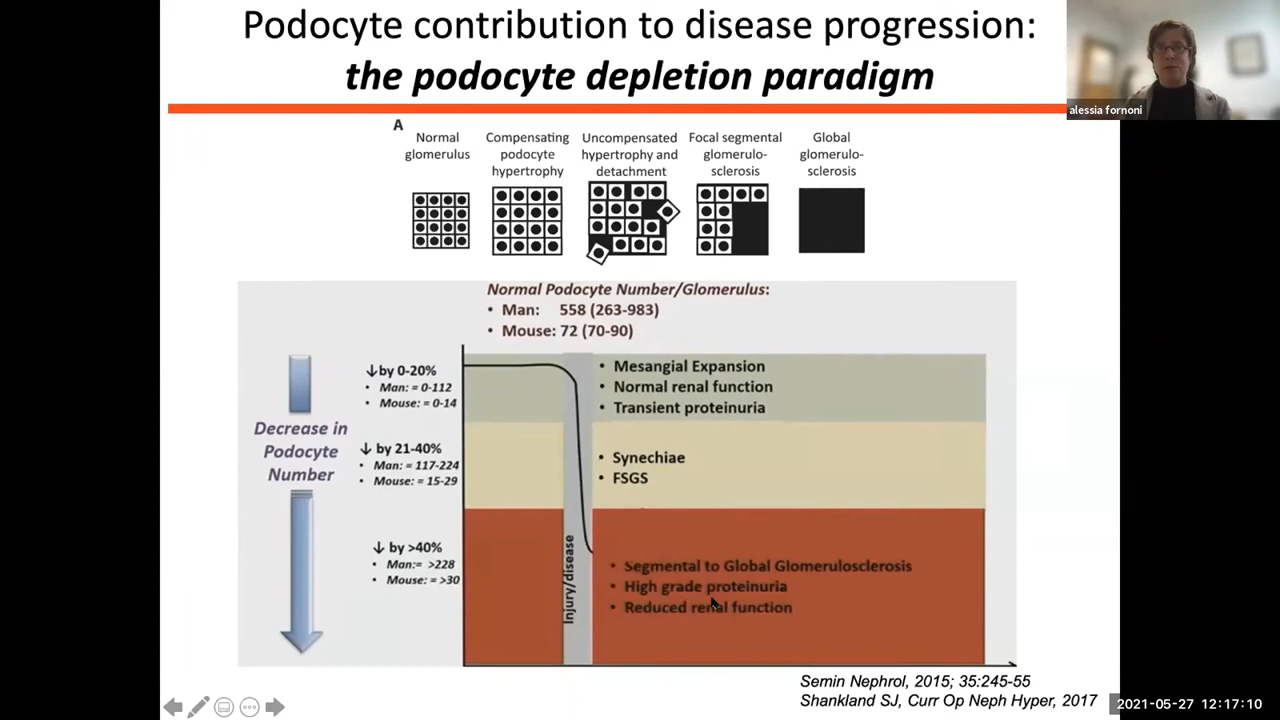 Podocyte contribution to disease progression:
the podocyte depletion paradigm
alessia fornoni
A
Normal
glomerulus
Compensating
podocyte
hypertrophy
Uncompensated
hypertrophy and
detachment
Focal segmental
glomerulo-
sclerosis
Global
glomerulo-
sclerosis
Normal Podocyte Number/Glomerulus:
• Man: 558 (263-983)
• Mouse: 72 (70-90)
Decrease in
Podocyte
Number
↓by 0-20%
• Man: = 0-112
• Mouse: = 0-14
↓ by 21-40%
• Man: = 117-224
• Mouse: = 15-29
↓ by >40%
• Man:= >228
• Mouse: = >30
Injury/disease
• Mesangial Expansion
• Normal renal function
• Transient proteinuria
• Synechiae
• FSGS
• Segmental to Global Glomerulosclerosis
• High grade proteinuria
• Reduced renal function
Semin Nephrol, 2015; 35:245-55
Shankland SJ, Curr Op Neph Hyper, 2017
2021-05-27 12:17:10